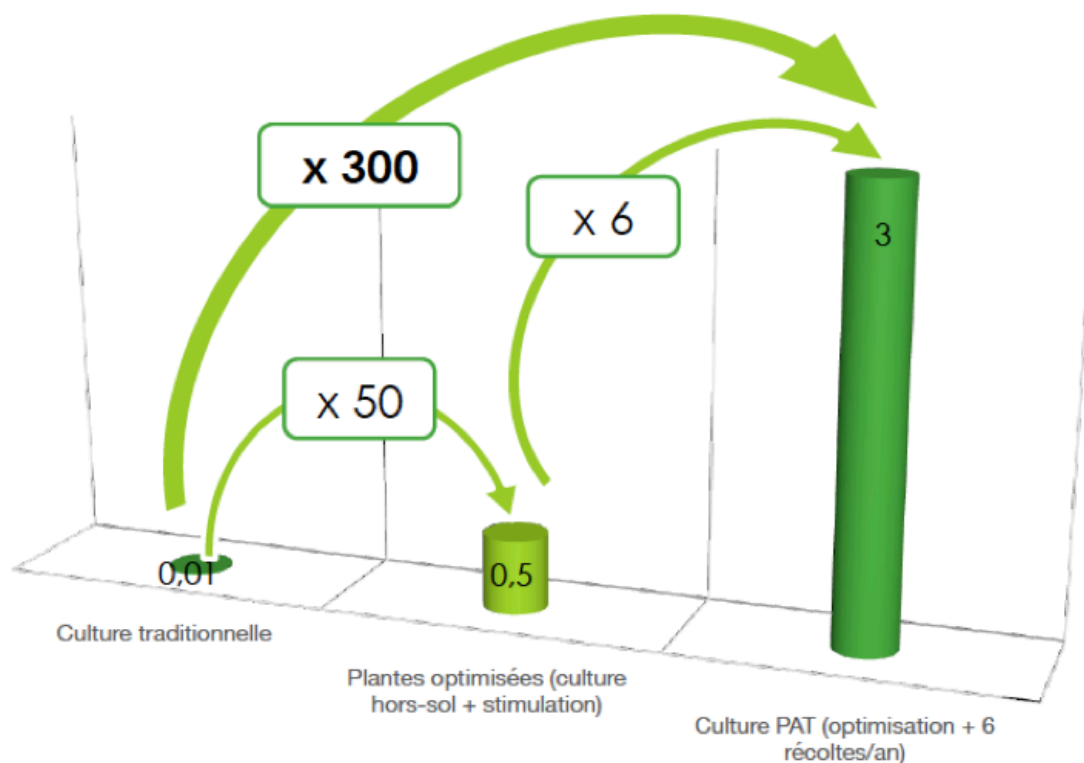 x 300
x 6
3
x 50
0,01
0,5
Culture traditionnelle
Plantes optimisées (culture
hors-sol + stimulation)
Culture PAT (optimisation + 6
récoltes/an)